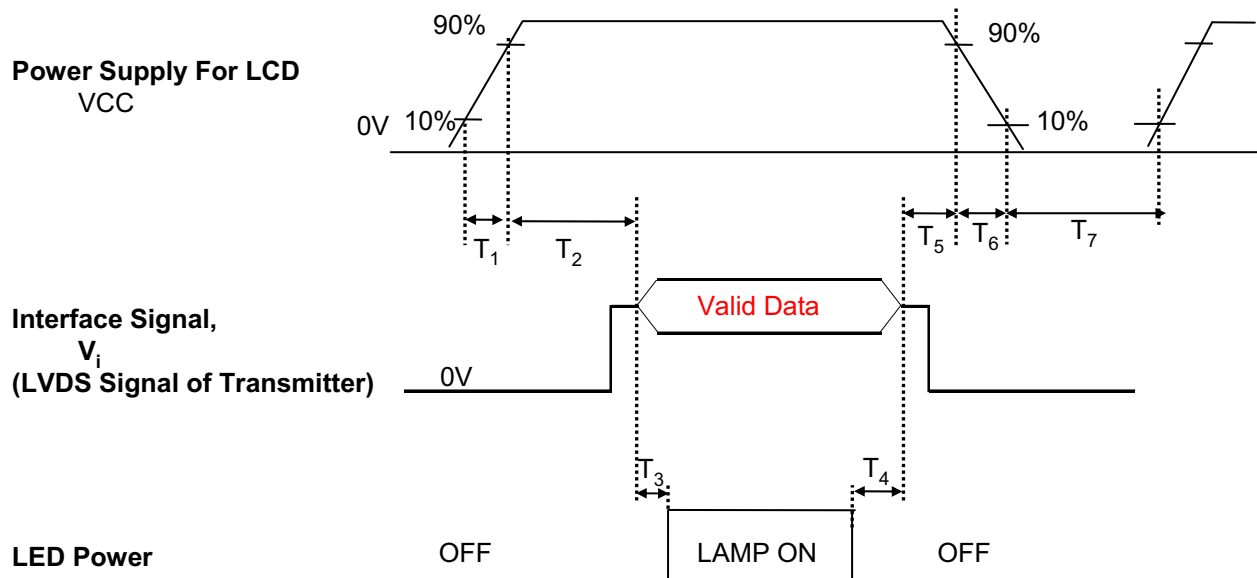 90%
90%
Power Supply For LCD
VCC
0V
10%
10%
T1
T2
T5
T6
T7
Valid Data
Interface Signal,
Vi
(LVDS Signal of Transmitter)
0V
T3
T4
LED Power
OFF
LAMP ON
OFF